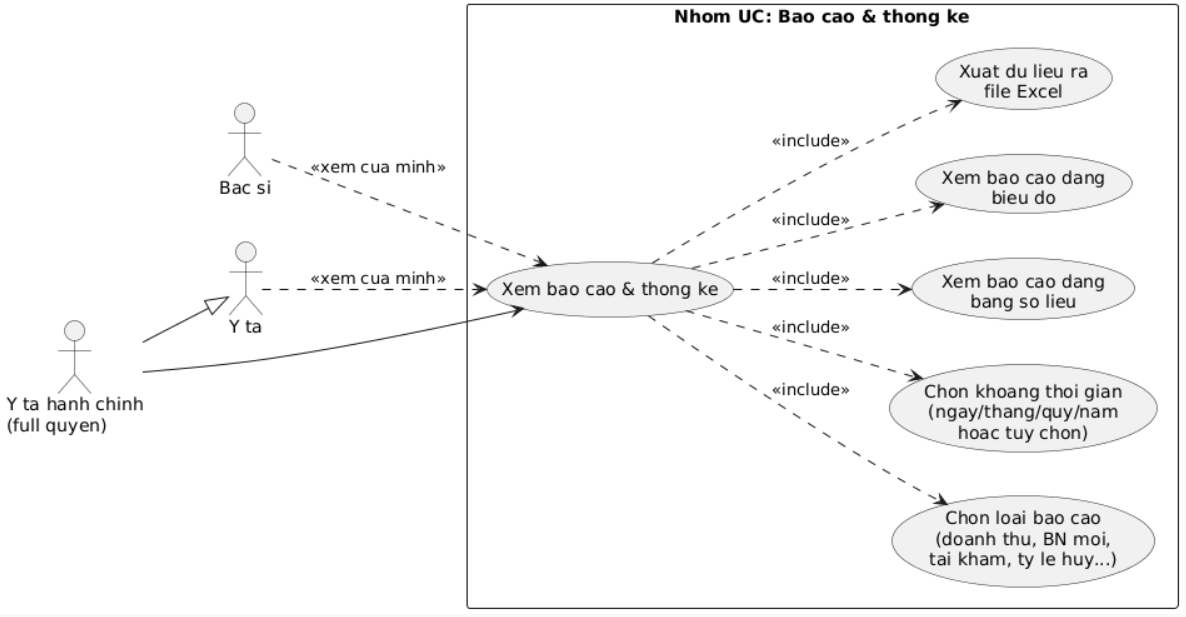 Nhom UC: Bao cao & thong ke
Xuat du lieu ra
file Excel
«include»
Bac si
«xem cua minh»
Xem bao cao dang
bieu do
«include»
Y ta
«xem cua minh»
Xem bao cao & thong ke
«include»
Xem bao cao dang
bang so lieu
Y ta hanh chinh
(full quyen)
«include»
Chon khoang thoi gian
(ngay/thang/quy/nam
hoac tuy chon)
«include»
Chon loai bao cao
(doanh thu, BN moi,
tai kham, ty le huy...)